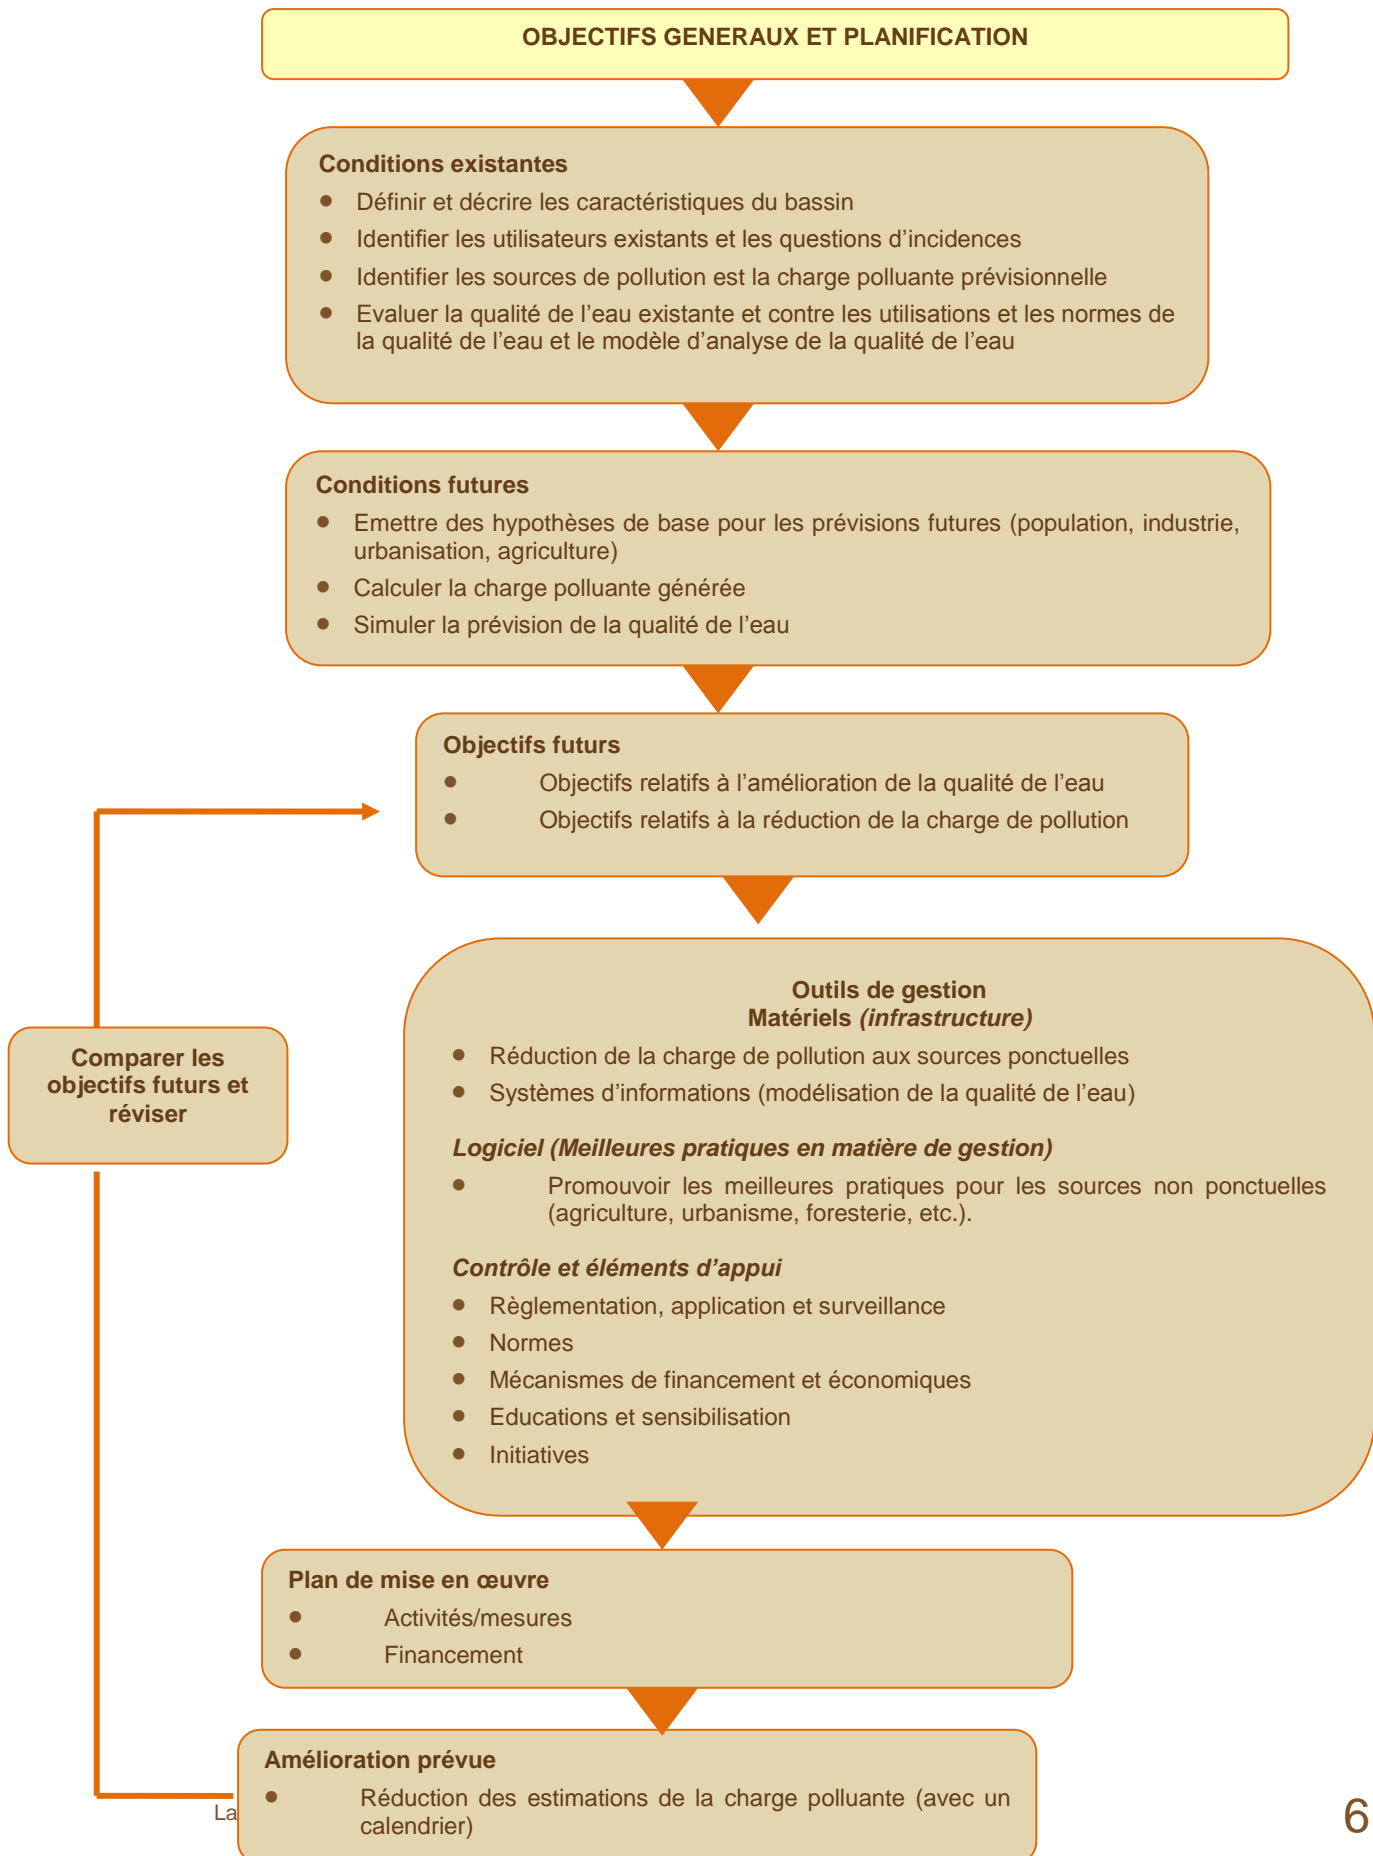 OBJECTIFS GENERAUX ET PLANIFICATION
Conditions existantes
● Définir et décrire les caractéristiques du bassin
● Identifier les utilisateurs existants et les questions d’incidences
● Identifier les sources de pollution est la charge polluante prévisionnelle
● Evaluer la qualité de l’eau existante et contre les utilisations et les normes de
la qualité de l’eau et le modèle d’analyse de la qualité de l’eau
Conditions futures
● Emettre des hypothèses de base pour les prévisions futures (population, industrie,
urbanisation, agriculture)
● Calculer la charge polluante générée
● Simuler la prévision de la qualité de l’eau
Objectifs futurs
● Objectifs relatifs à l’amélioration de la qualité de l’eau
● Objectifs relatifs à la réduction de la charge de pollution
Outils de gestion
Matériels (infrastructure)
● Réduction de la charge de pollution aux sources ponctuelles
● Systèmes d’informations (modélisation de la qualité de l’eau)
Logiciel (Meilleures pratiques en matière de gestion)
● Promouvoir les meilleures pratiques pour les sources non ponctuelles
(agriculture, urbanisme, foresterie, etc.).
Contrôle et éléments d’appui
● Règlementation, application et surveillance
● Normes
● Mécanismes de financement et économiques
● Educations et sensibilisation
● Initiatives
Comparer les
objectifs futurs et
réviser
Plan de mise en œuvre
● Activités/mesures
● Financement
Amélioration prévue
● Réduction des estimations de la charge polluante (avec un
calendrier)
La
6